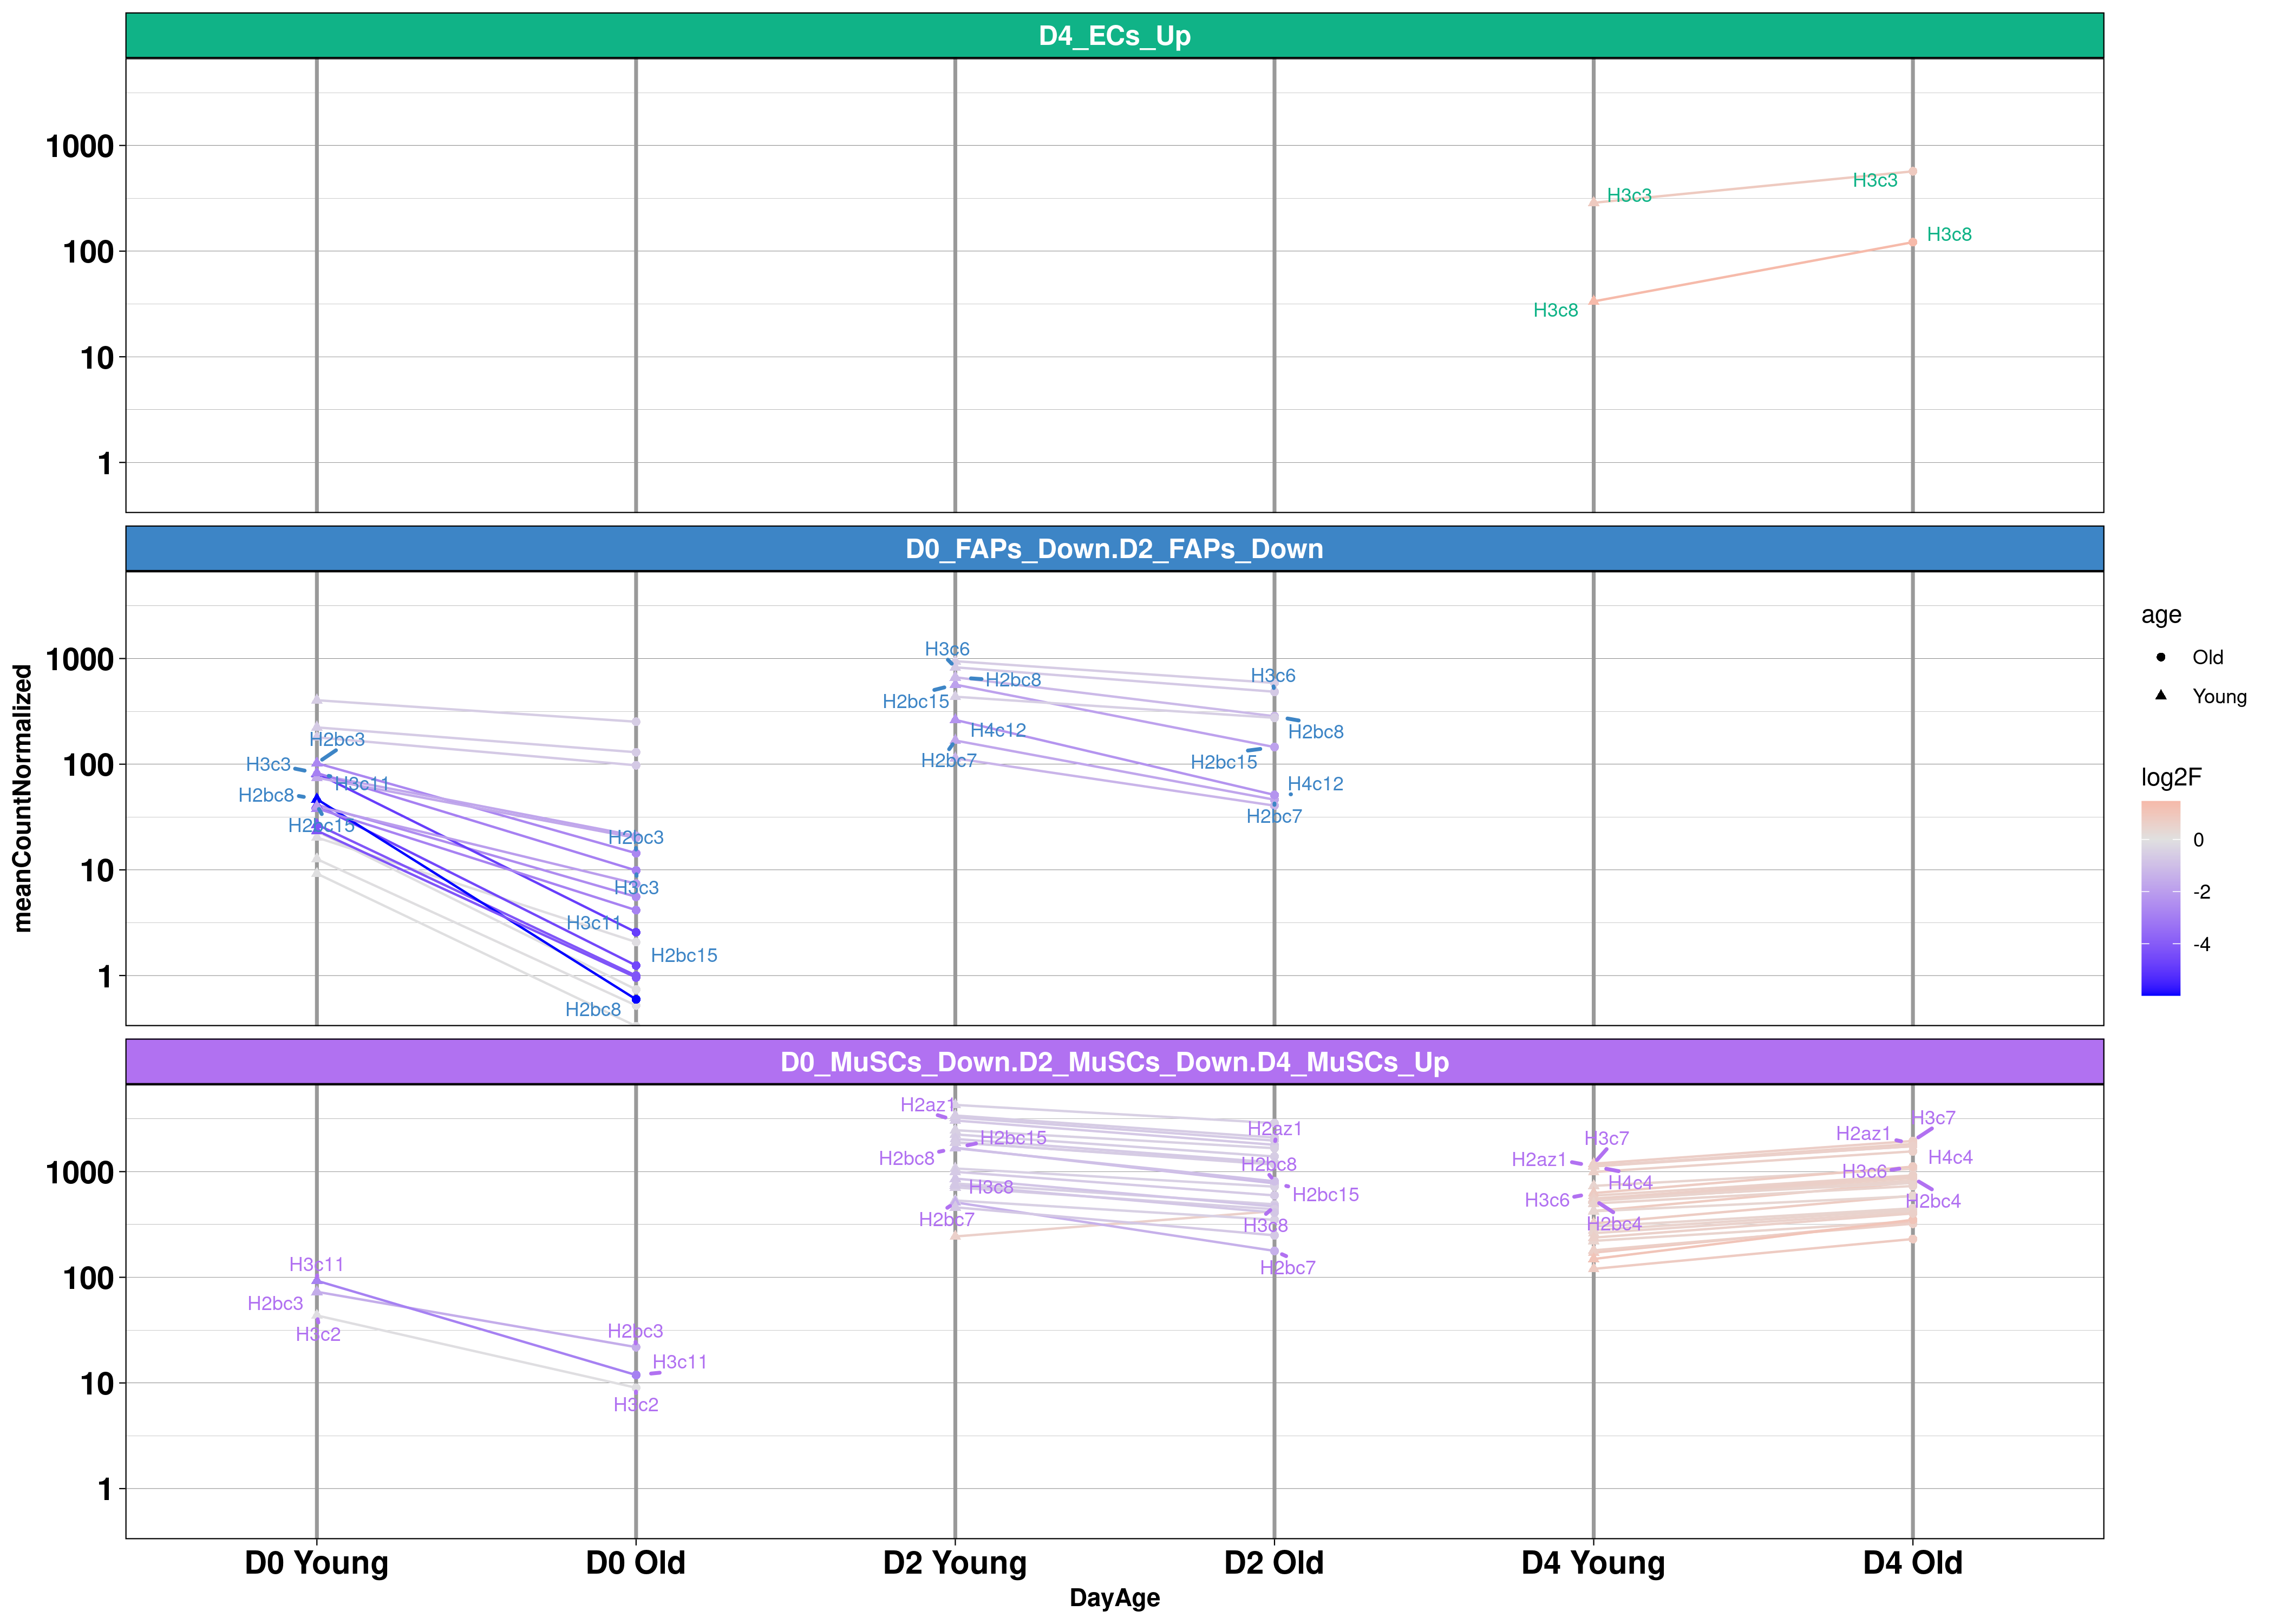 D4_ECs_Up
1000
100
10
1
H3c3
H3c3
H3c8
H3c8
D0_FAPs_Down.D2_FAPs_Down
1000
100
10
1
H2bc3
H3c3
H3c11
H2bc8
H2bc15
H2bc3
H3c3
H3c11
H2bc15
H2bc8
H3c6
H2bc8
H2bc15
H4c12
H2bc7
H3c6
H2bc8
H2bc15
H4c12
H2bc7
D0_MuSCs_Down.D2_MuSCs_Down.D4_MuSCs_Up
1000
100
10
1
H3c11
H2bc3
H3c2
H2bc3
H3c11
H3c2
H2az1
H2bc15
H2bc8
H3c8
H2bc7
H2az1
H2bc8
H2bc15
H3c8
H2bc7
H3c7
H2az1
H4c4
H3c6
H2bc4
H3c7
H2az1
H4c4
H3c6
H2bc4
D0 Young
D0 Old
D2 Young
D2 Old
D4 Young
D4 Old
DayAge
meanCountNormalized
age
Old
Young
log2F
0
-2
-4